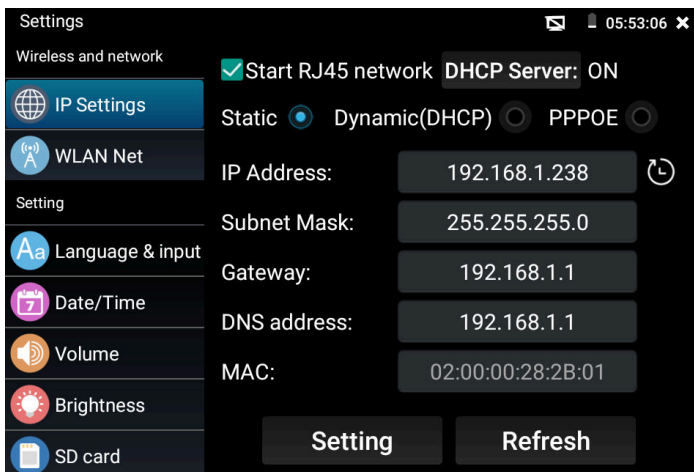 Settings
05:53:06
Wireless and network
IP Settings
WLAN Net
Setting
Aa
Language & input
7
Date/Time
Volume
Brightness
SD card
Start RJ45 network DHCP Server: ON
Static Dynamic(DHCP) PPPOE
IP Address: 192.168.1.238
Subnet Mask: 255.255.255.0
Gateway: 192.168.1.1
DNS address: 192.168.1.1
MAC: 02:00:00:28:2B:01
Setting Refresh